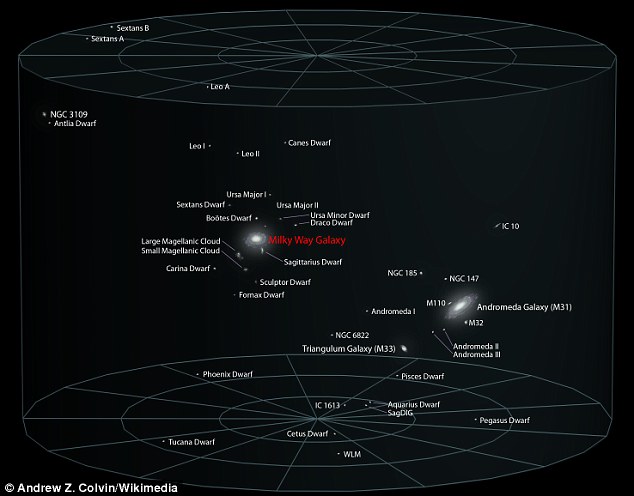 Sextans B
Sextans A
Leo A
NGC 3109
Antlia Dwarf
Leo I
Leo II
Canes Dwarf
Ursa Major I
Sextans Dwarf
Ursa Major II
Boötes Dwarf
Ursa Minor Dwarf
Draco Dwarf
IC 10
Milky Way Galaxy
Large Magellanic Cloud
Small Magellanic Cloud
Sagittarius Dwarf
Carina Dwarf
NGC 185
NGC 147
Sculptor Dwarf
Fornax Dwarf
M110
Andromeda Galaxy (M31)
Andromeda I
M32
NGC 6822
Andromeda II
Andromeda III
Triangulum Galaxy (M33)
Phoenix Dwarf
Pisces Dwarf
IC 1613
Aquarius Dwarf
SagDIG
Pegasus Dwarf
Cetus Dwarf
Tucana Dwarf
WLM
© Andrew Z. Colvin/Wikimedia